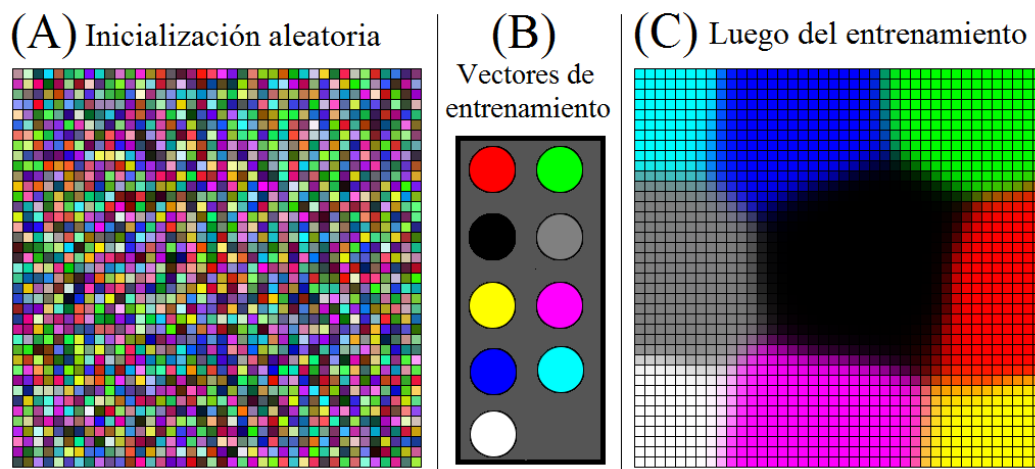 (A) Inicialización aleatoria
(B)
Vectores de
entrenamiento
(C) Luego del entrenamiento